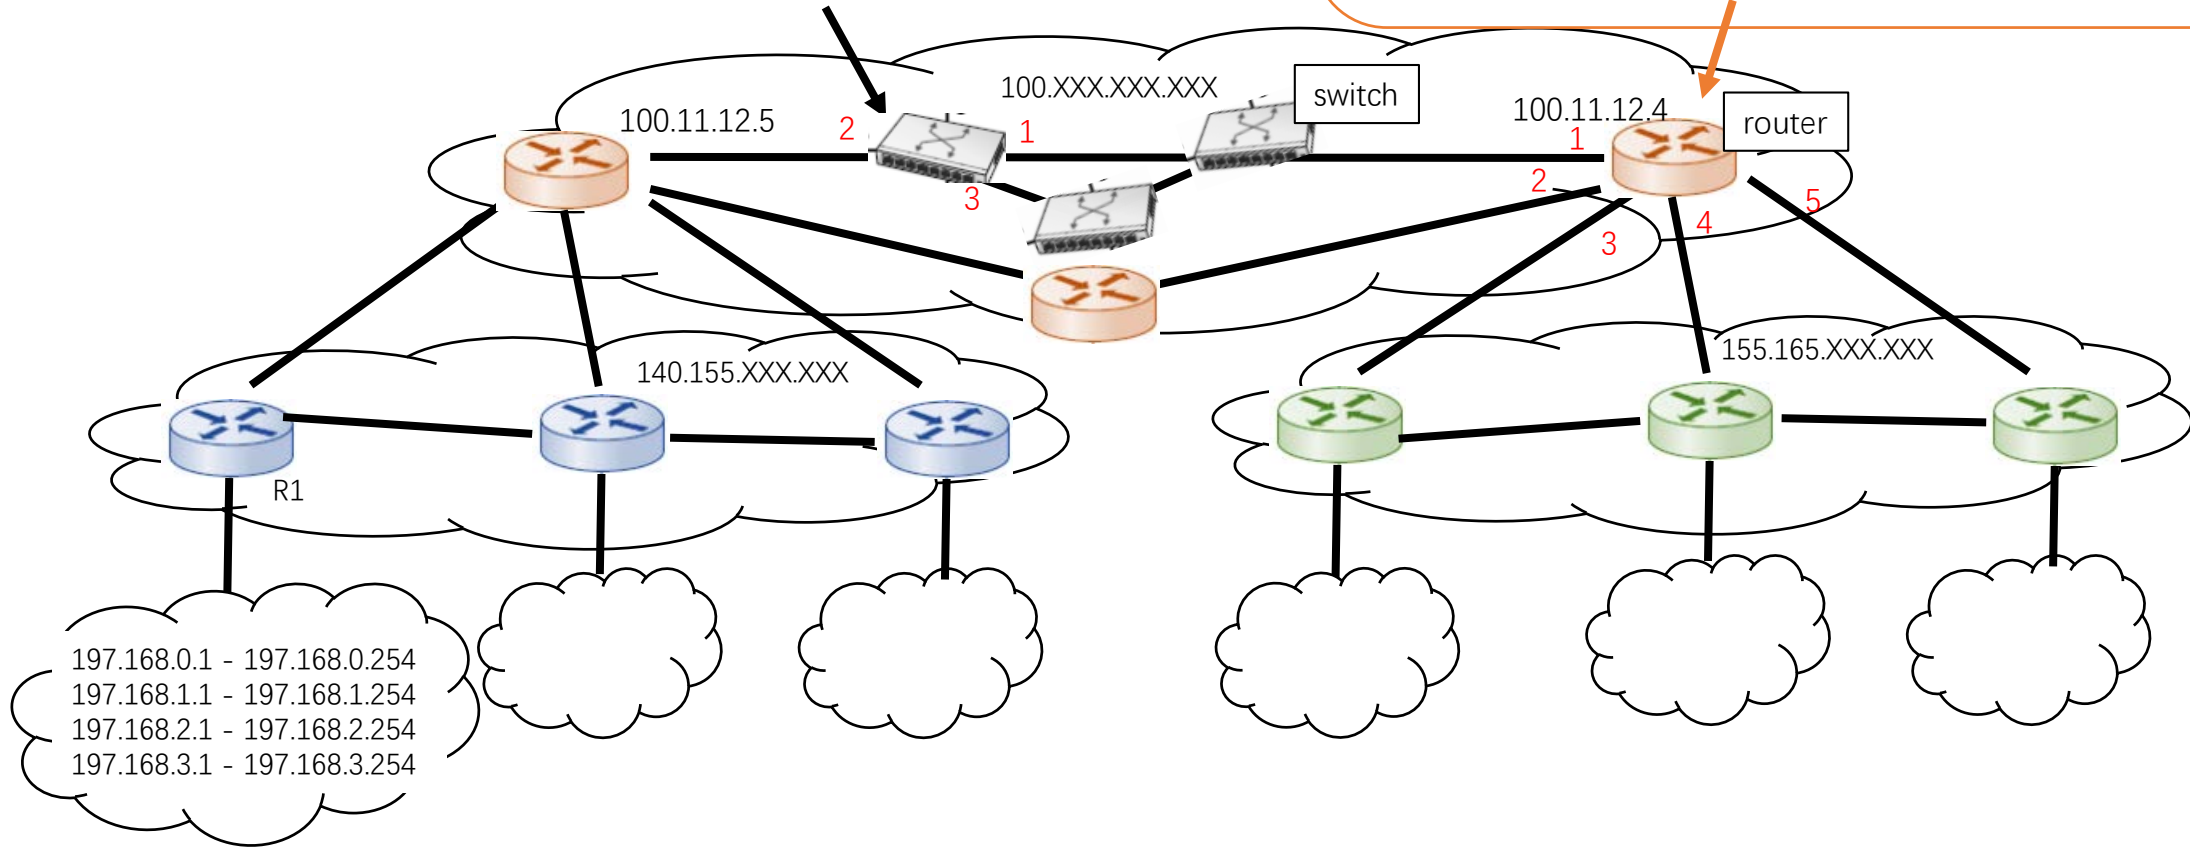 100.XXX.XXX.XXX
switch
100.11.12.5
2
1
100.11.12.4
1
router
3
2
3
4
5
140.155.XXX.XXX
155.165.XXX.XXX
R1
197.168.0.1 - 197.168.0.254
197.168.1.1 - 197.168.1.254
197.168.2.1 - 197.168.2.254
197.168.3.1 - 197.168.3.254